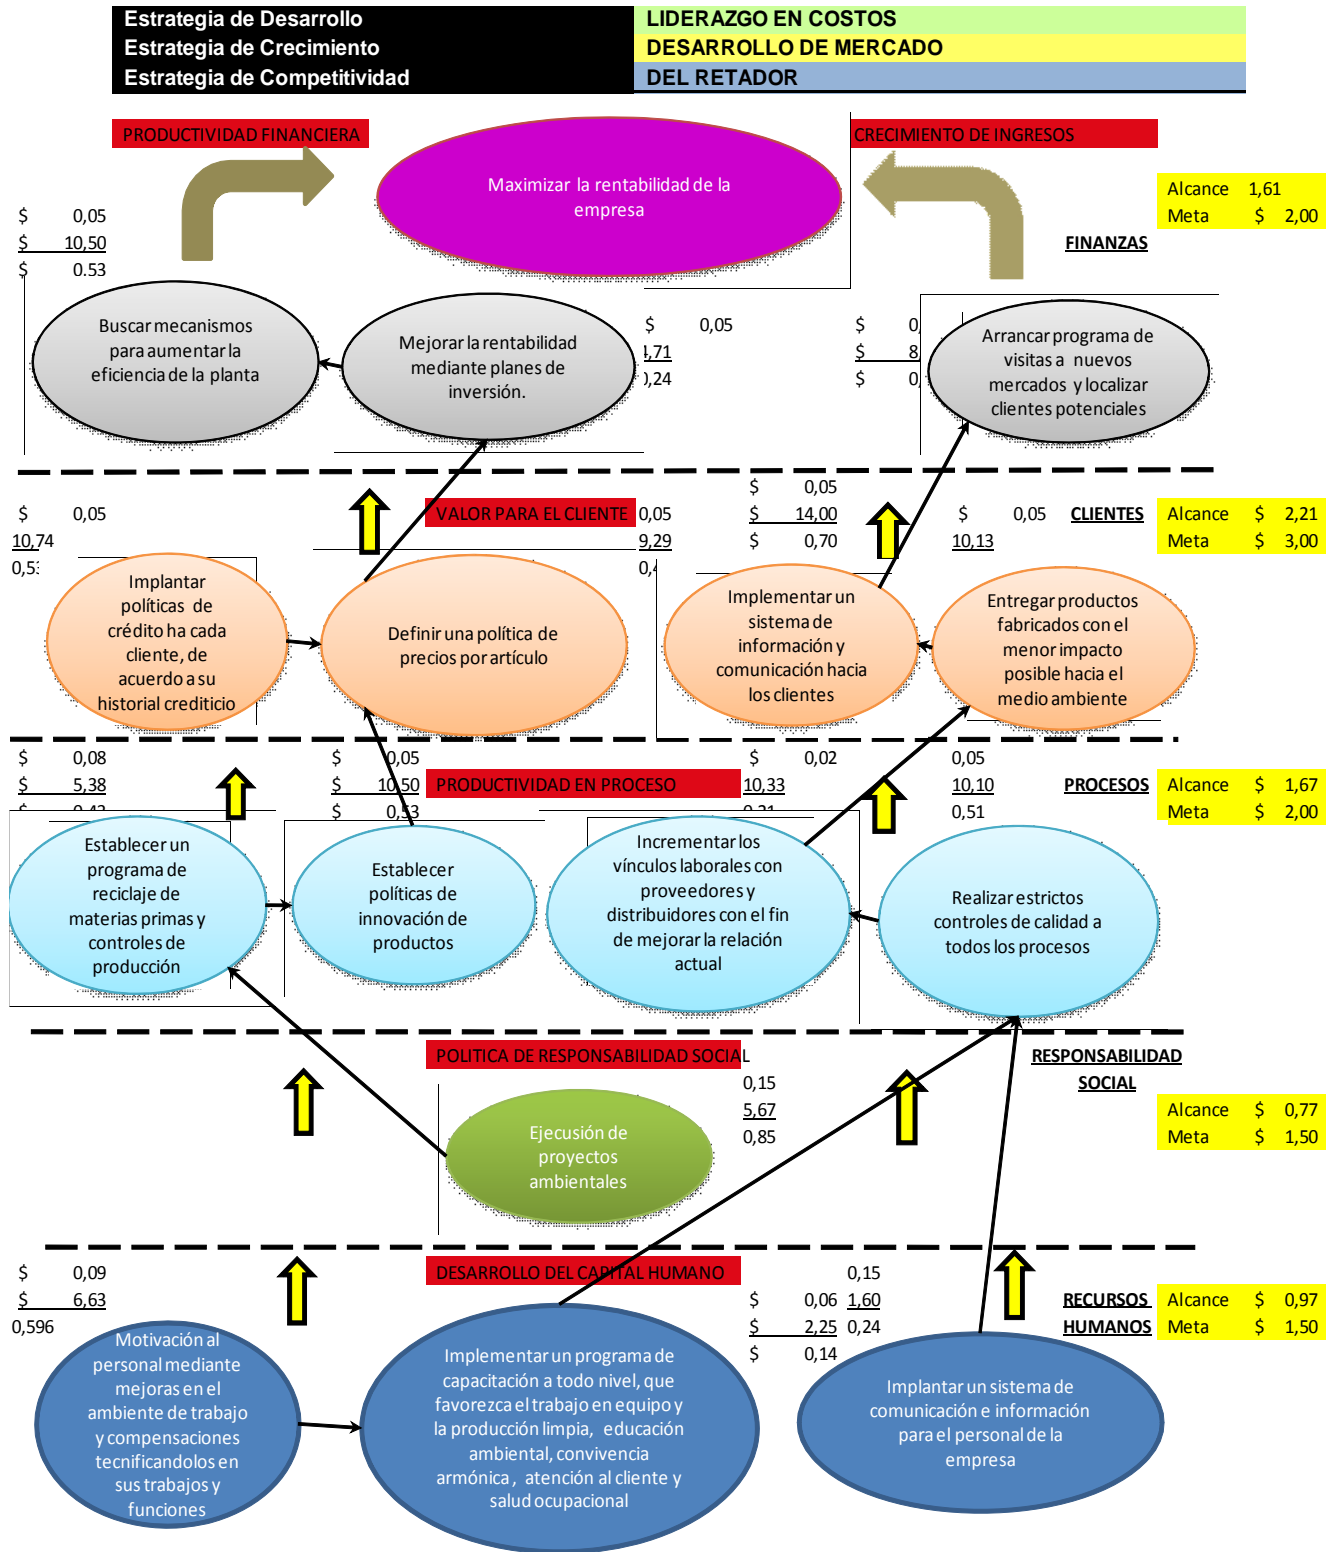 Estrategia de Desarrollo LIDERAZGO EN COSTOS
Estrategia de Crecimiento DESARROLLO DE MERCADO
Estrategia de Competitividad DEL RETADOR
PRODUCTIVIDAD FINANCIERA
CRECIMIENTO DE INGRESOS
Maximizar la rentabilidad de la
empresa
Alcance 1,61
Meta $ 2,00
FINANZAS
$ 0,05
$ 10,50
$ 0.53
Buscar mecanismos
para aumentar la
eficiencia de la planta
Mejorar la rentabilidad
mediante planes de
inversión.
$ 0,05
4,71
0,24
$ 0,
$ 8,
$ 0,
Arrancar programa de
visitas a nuevos
mercados y localizar
clientes potenciales
$ 0,05
10,74
0,53
VALOR PARA EL CLIENTE
0,05
9,29
0,4
$ 0,05
$ 14,00
$ 0,70
$ 0,05
10,13
CLIENTES
Alcance $ 2,21
Meta $ 3,00
Implantar
políticas de
crédito ha cada
cliente, de
acuerdo a su
historial crediticio
Definir una política de
precios por artículo
Implementar un
sistema de
información y
comunicación hacia
los clientes
Entregar productos
fabricados con el
menor impacto
posible hacia el
medio ambiente
$ 0,08
$ 5,38
$ 0,43
$ 0,05
$ 10,50
$ 0,53
PRODUCTIVIDAD EN PROCESO
$ 0,02
10,33
0,21
0,05
10,10
0,51
PROCESOS
Alcance $ 1,67
Meta $ 2,00
Establecer un
programa de
reciclaje de
materias primas y
controles de
producción
Establecer
políticas de
innovación de
productos
Incrementar los
vínculos laborales con
proveedores y
distribuidores con el fin
de mejorar la relación
actual
Realizar estrictos
controles de calidad a
todos los procesos
POLITICA DE RESPONSABILIDAD SOCIAL
0,15
5,67
0,85
RESPONSABILIDAD
SOCIAL
Alcance $ 0,77
Meta $ 1,50
Ejecusión de
proyectos
ambientales
$ 0,09
$ 6,63
0,596
DESARROLLO DEL CAPITAL HUMANO
$ 0,06
$ 2,25
$ 0,14
0,15
1,60
0,24
RECURSOS
HUMANOS
Alcance $ 0,97
Meta $ 1,50
Motivación al
personal mediante
mejoras en el
ambiente de trabajo
y compensaciones
tecnificandolos en
sus trabajos y
funciones
Implementar un programa de
capacitación a todo nivel, que
favorezca el trabajo en equipo y
la producción limpia, educación
ambiental, convivencia
armónica , atención al cliente y
salud ocupacional
Implantar un sistema de
comunicación e información
para el personal de la
empresa